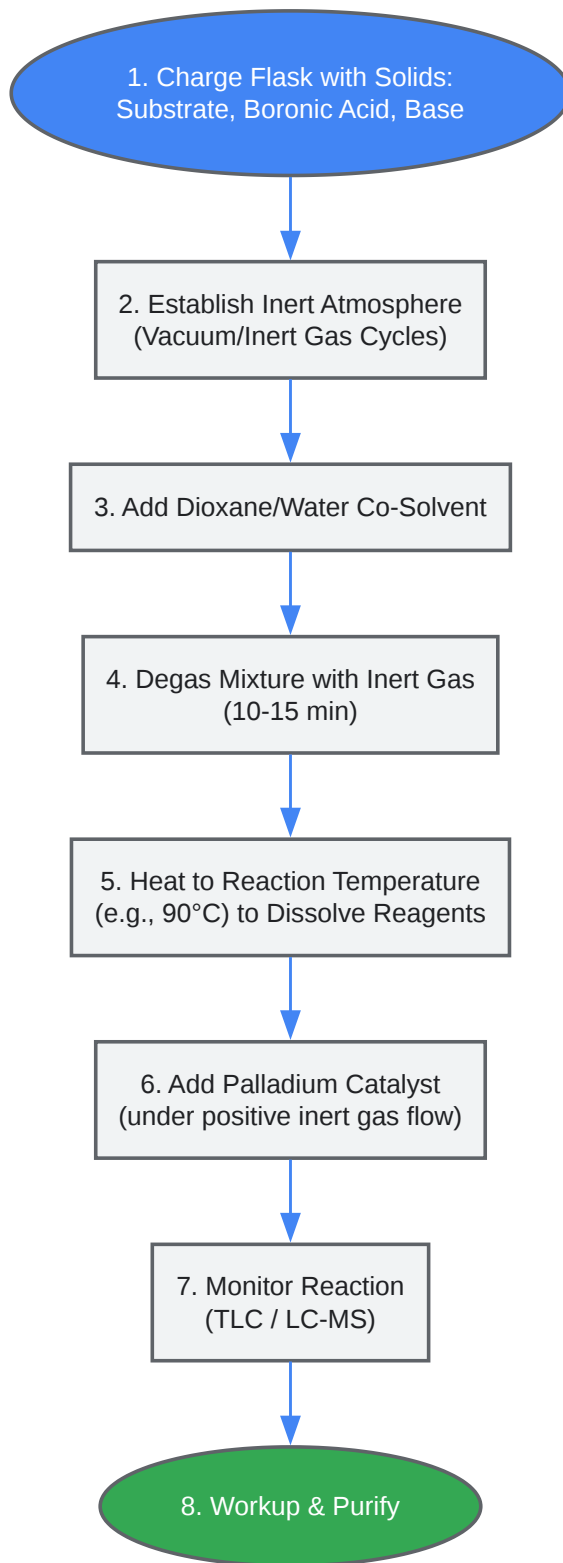 1. Charge Flask with Solids:
Substrate, Boronic Acid, Base
2. Establish Inert Atmosphere
(Vacuum/Inert Gas Cycles)
3. Add Dioxane/Water Co-Solvent
4. Degas Mixture with Inert Gas
(10-15 min)
5. Heat to Reaction Temperature
(e.g., 90°C) to Dissolve Reagents
6. Add Palladium Catalyst
(under positive inert gas flow)
7. Monitor Reaction
(TLC / LC-MS)
8. Workup & Purify